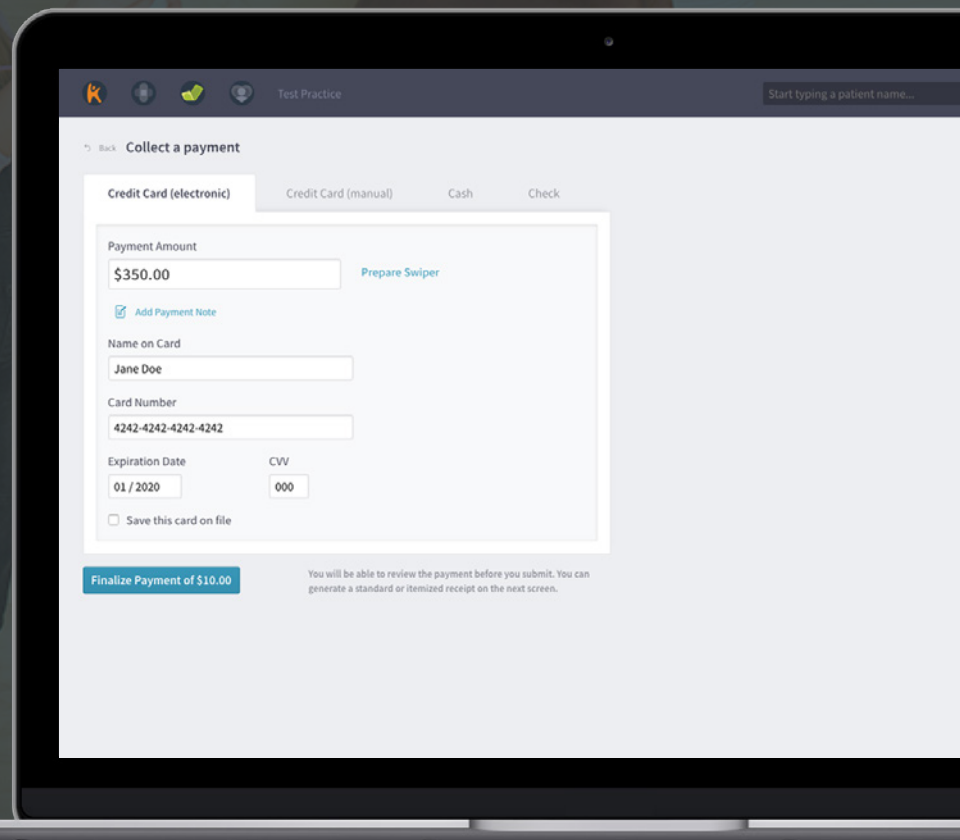 Test Practice
Start typing a patient name...
Back Collect a payment
Credit Card (electronic) Credit Card (manual) Cash Check
Payment Amount
$350.00 Prepare Swiper
Add Payment Note
Name on Card
Jane Doe
Card Number
4242-4242-4242-4242
Expiration Date CVV
01 / 2020 000
Save this card on file
Finalize Payment of $10.00
You will be able to review the payment before you submit. You can
generate a standard or itemized receipt on the next screen.